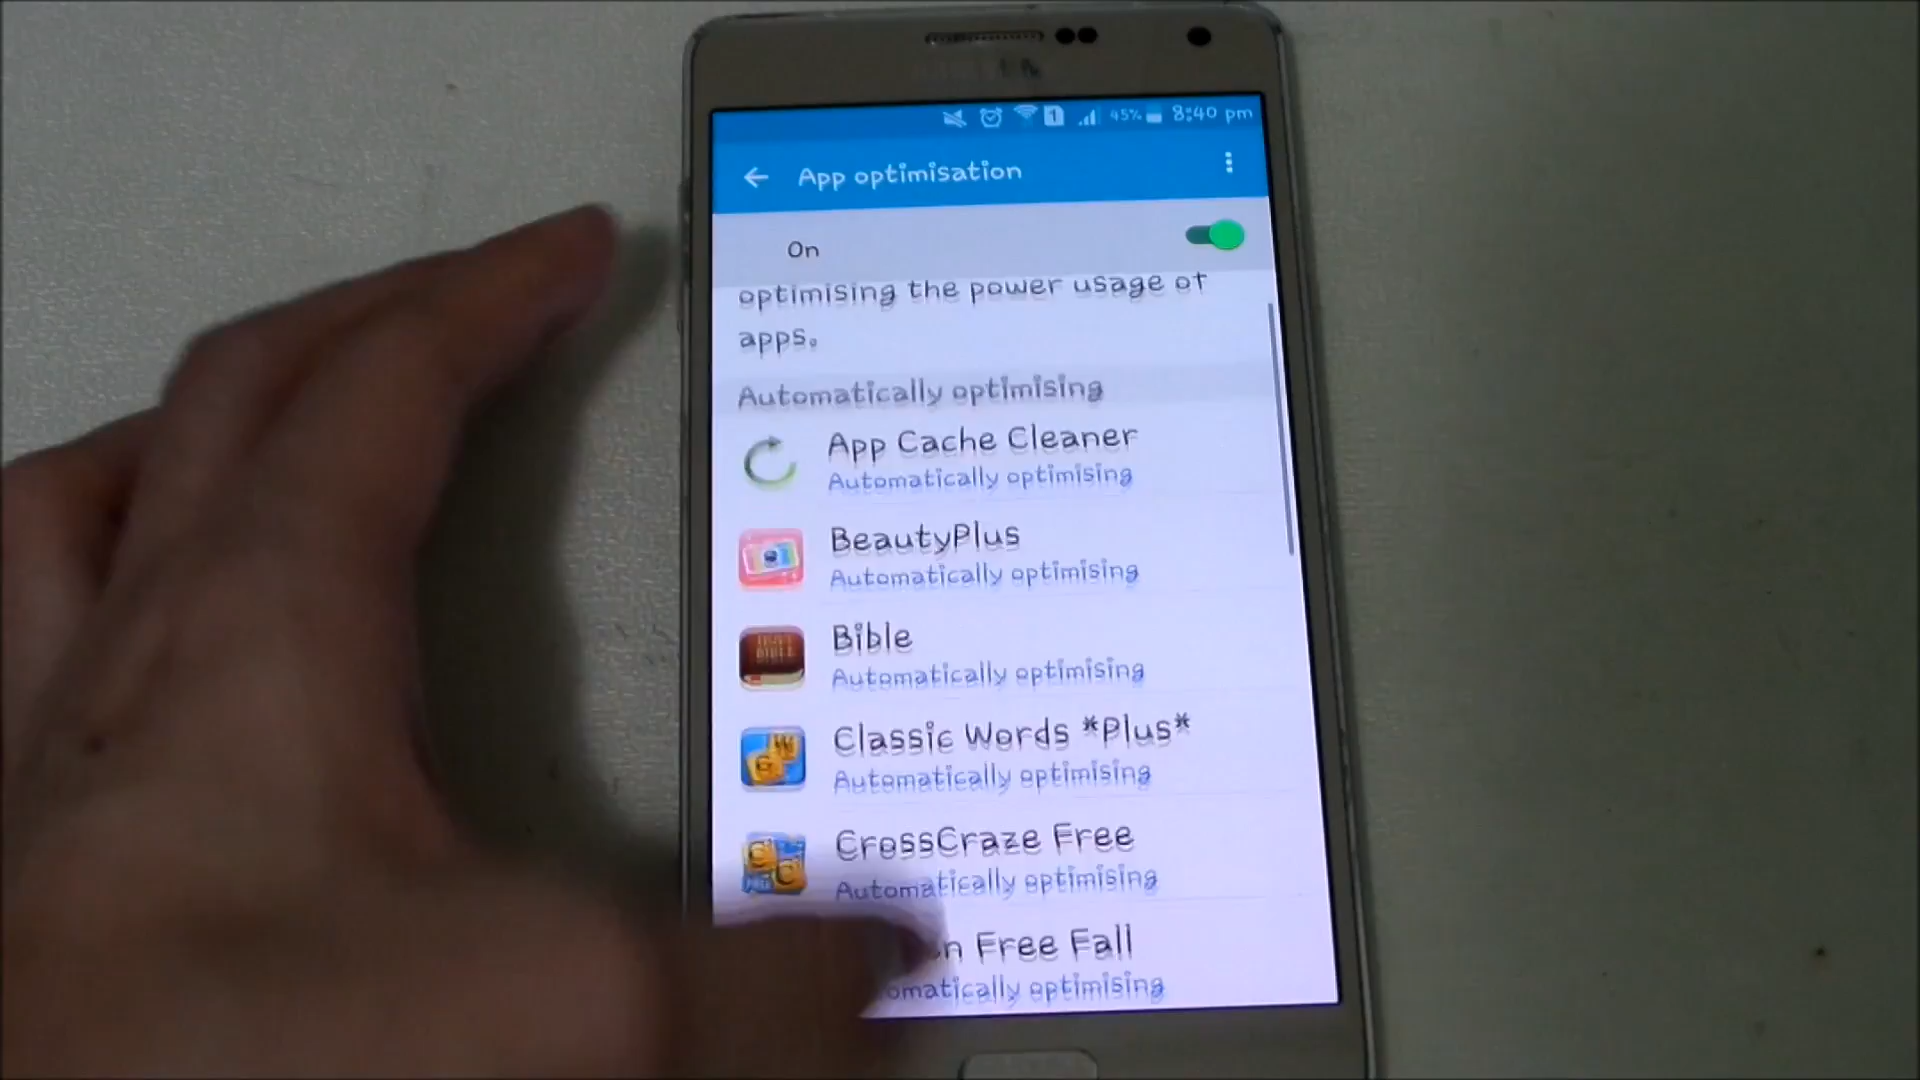 1 45% 8:40 pm
App optimisation
On
optimising the power usage of
apps.
Automatically optimising
App Cache Cleaner
Automatically optimising
BeautyPlus
Automatically optimising
Bible
Automatically optimising
Classic Words *Plus*
Automatically optimising
CrossCraze Free
Automatically optimising
Free Fall
optimising